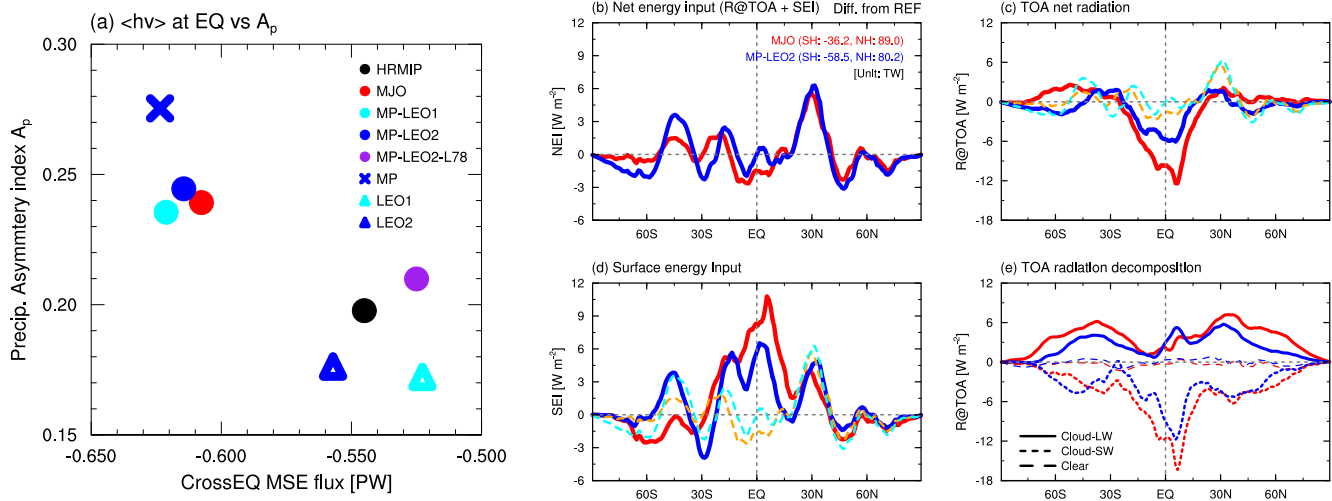 (a) <hv> at EQ vs Ap
0.30
0.25
0.20
0.15
Precip. Asymmtery index Ap
HRMIP
MJO
MP-LEO1
MP-LEO2
MP-LEO2-L78
MP
LEO1
LEO2
-0.650
-0.600
-0.550
-0.500
CrossEQ MSE flux [PW]
(b) Net energy input (R@TOA + SEI) Diff. from REF
MJO (SH: -36.2, NH: 89.0)
MP-LEO2 (SH: -58.5, NH: 80.2)
[Unit: TW]
12
9
6
3
0
-3
-6
NEI [W m-2]
60S
30S
EQ
30N
60N
(c) TOA net radiation
12
6
0
-6
-12
-18
R@TOA [W m-2]
60S
30S
EQ
30N
60N
(d) Surface energy input
12
9
6
3
0
-3
-6
SEI [W m-2]
60S
30S
EQ
30N
60N
(e) TOA radiation decomposition
12
6
0
-6
-12
-18
R@TOA [W m-2]
Cloud-LW
Cloud-SW
Clear
60S
30S
EQ
30N
60N